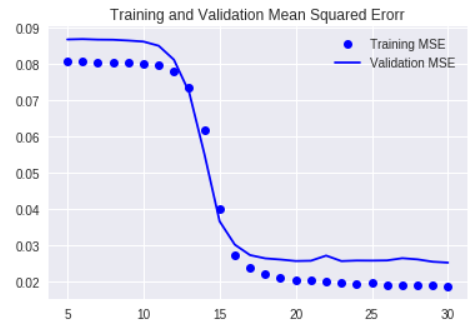 Training and Validation Mean Squared Erorr
Training MSE
Validation MSE
0.09
0.08
0.07
0.06
0.05
0.04
0.03
0.02
5 10 15 20 25 30